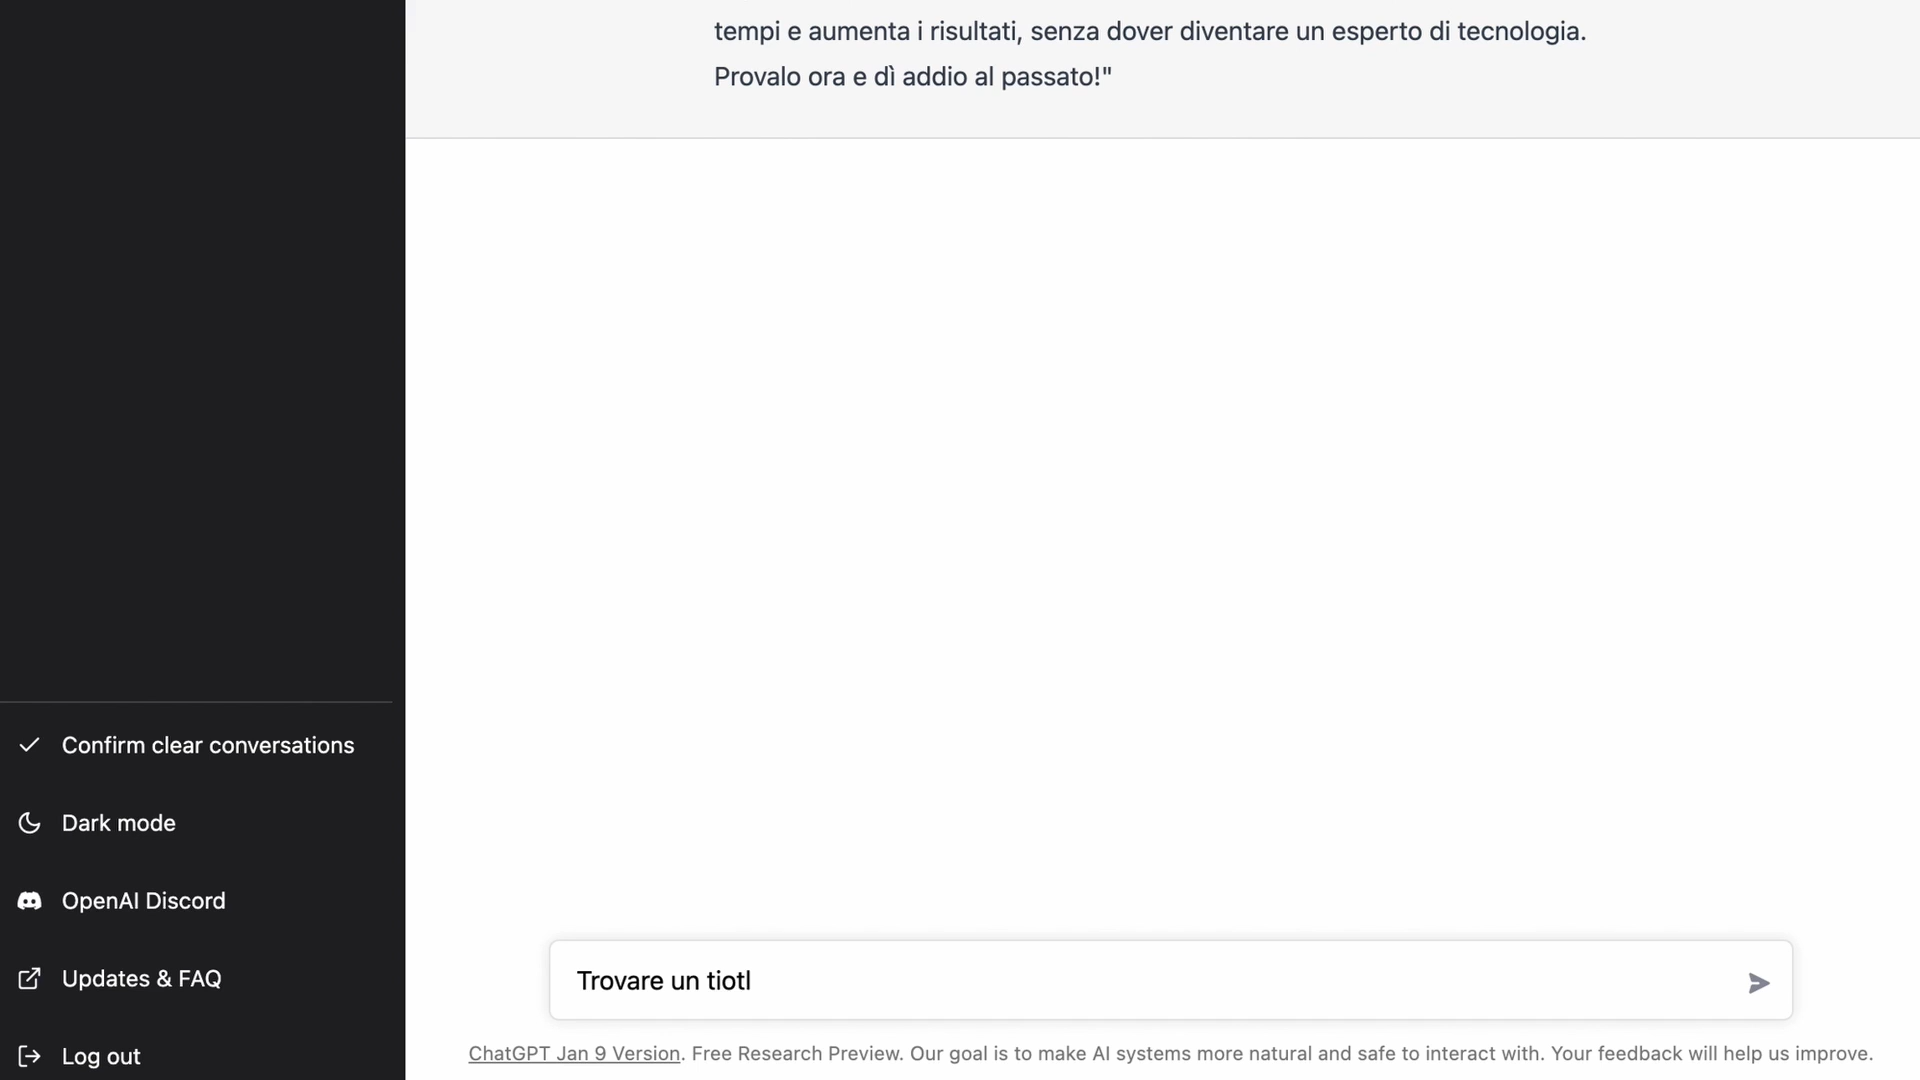 tempi e aumenta i risultati, senza dover diventare un esperto di tecnologia.
Provalo ora e dì addio al passato!"
Confirm clear conversations
Dark mode
OpenAI Discord
Updates & FAQ
Log out
Trovare un tiotl
ChatGPT Jan 9 Version. Free Research Preview. Our goal is to make AI systems more natural and safe to interact with. Your feedback will help us improve.